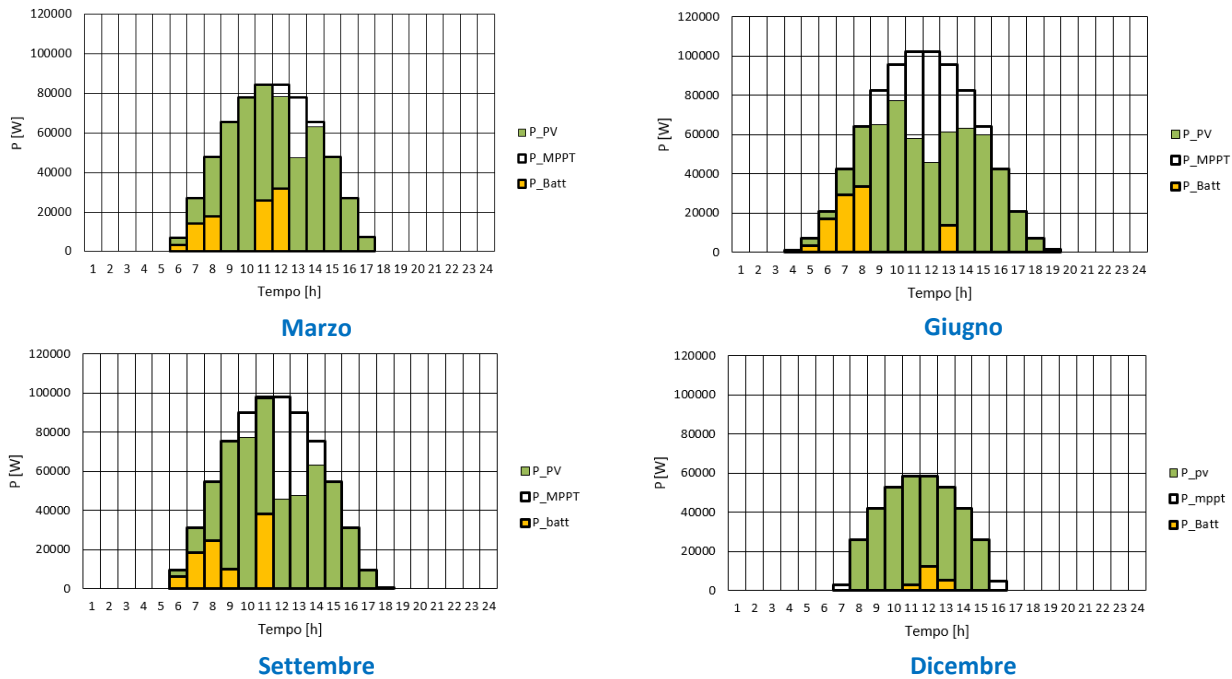 120000
100000
80000
60000
40000
20000
0
P [W]
1 2 3 4 5 6 7 8 9 10 11 12 13 14 15 16 17 18 19 20 21 22 23 24
Tempo [h]
P_PV
P_MPPT
P_Batt
Marzo
120000
100000
80000
60000
40000
20000
0
P [W]
1 2 3 4 5 6 7 8 9 10 11 12 13 14 15 16 17 18 19 20 21 22 23 24
Tempo [h]
P_PV
P_MPPT
P_Batt
Giugno
120000
100000
80000
60000
40000
20000
0
P [W]
1 2 3 4 5 6 7 8 9 10 11 12 13 14 15 16 17 18 19 20 21 22 23 24
Tempo [h]
P_PV
P_MPPT
P_batt
Settembre
120000
100000
80000
60000
40000
20000
0
P [W]
1 2 3 4 5 6 7 8 9 10 11 12 13 14 15 16 17 18 19 20 21 22 23 24
Tempo [h]
P_pv
P_mppt
P_Batt
Dicembre